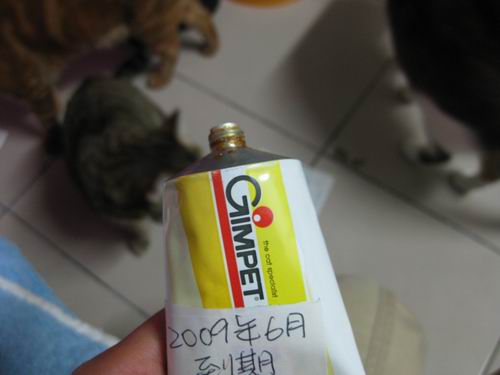 GIMPET®
the cat specialist
2009年6月
到期